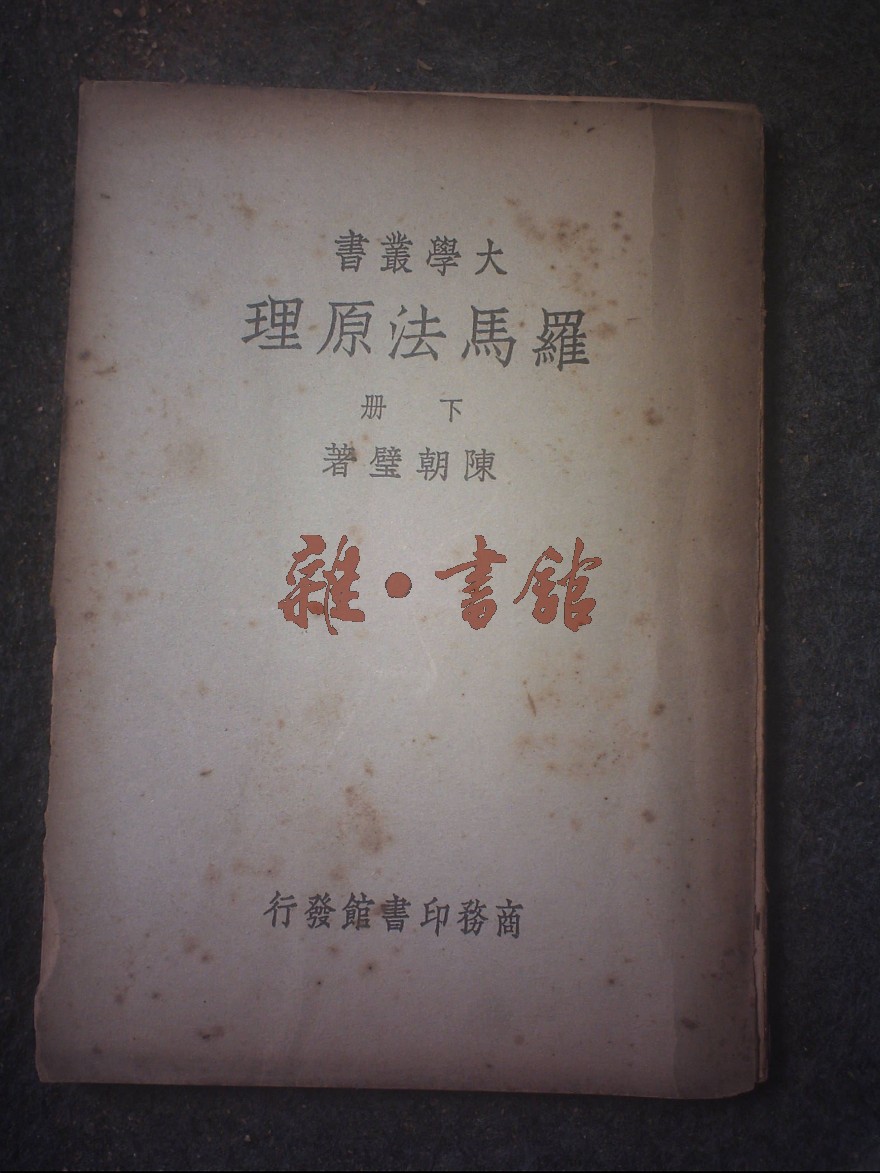 大學叢書
羅馬法原理
下冊
陳朝璧著
雜·書館
商務印書館發行